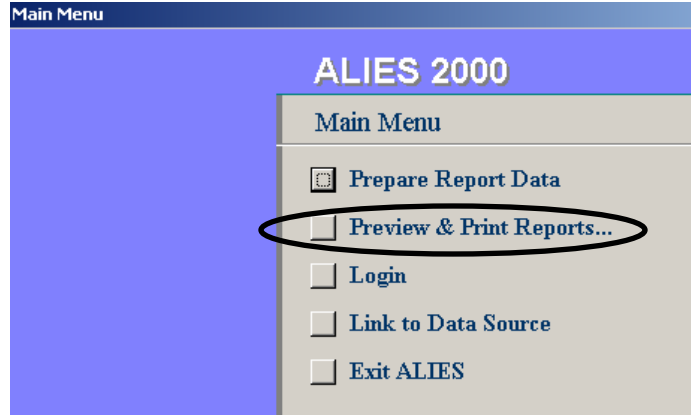 Main Menu
ALIES 2000
Main Menu
Prepare Report Data
Preview & Print Reports...
Login
Link to Data Source
Exit ALIES